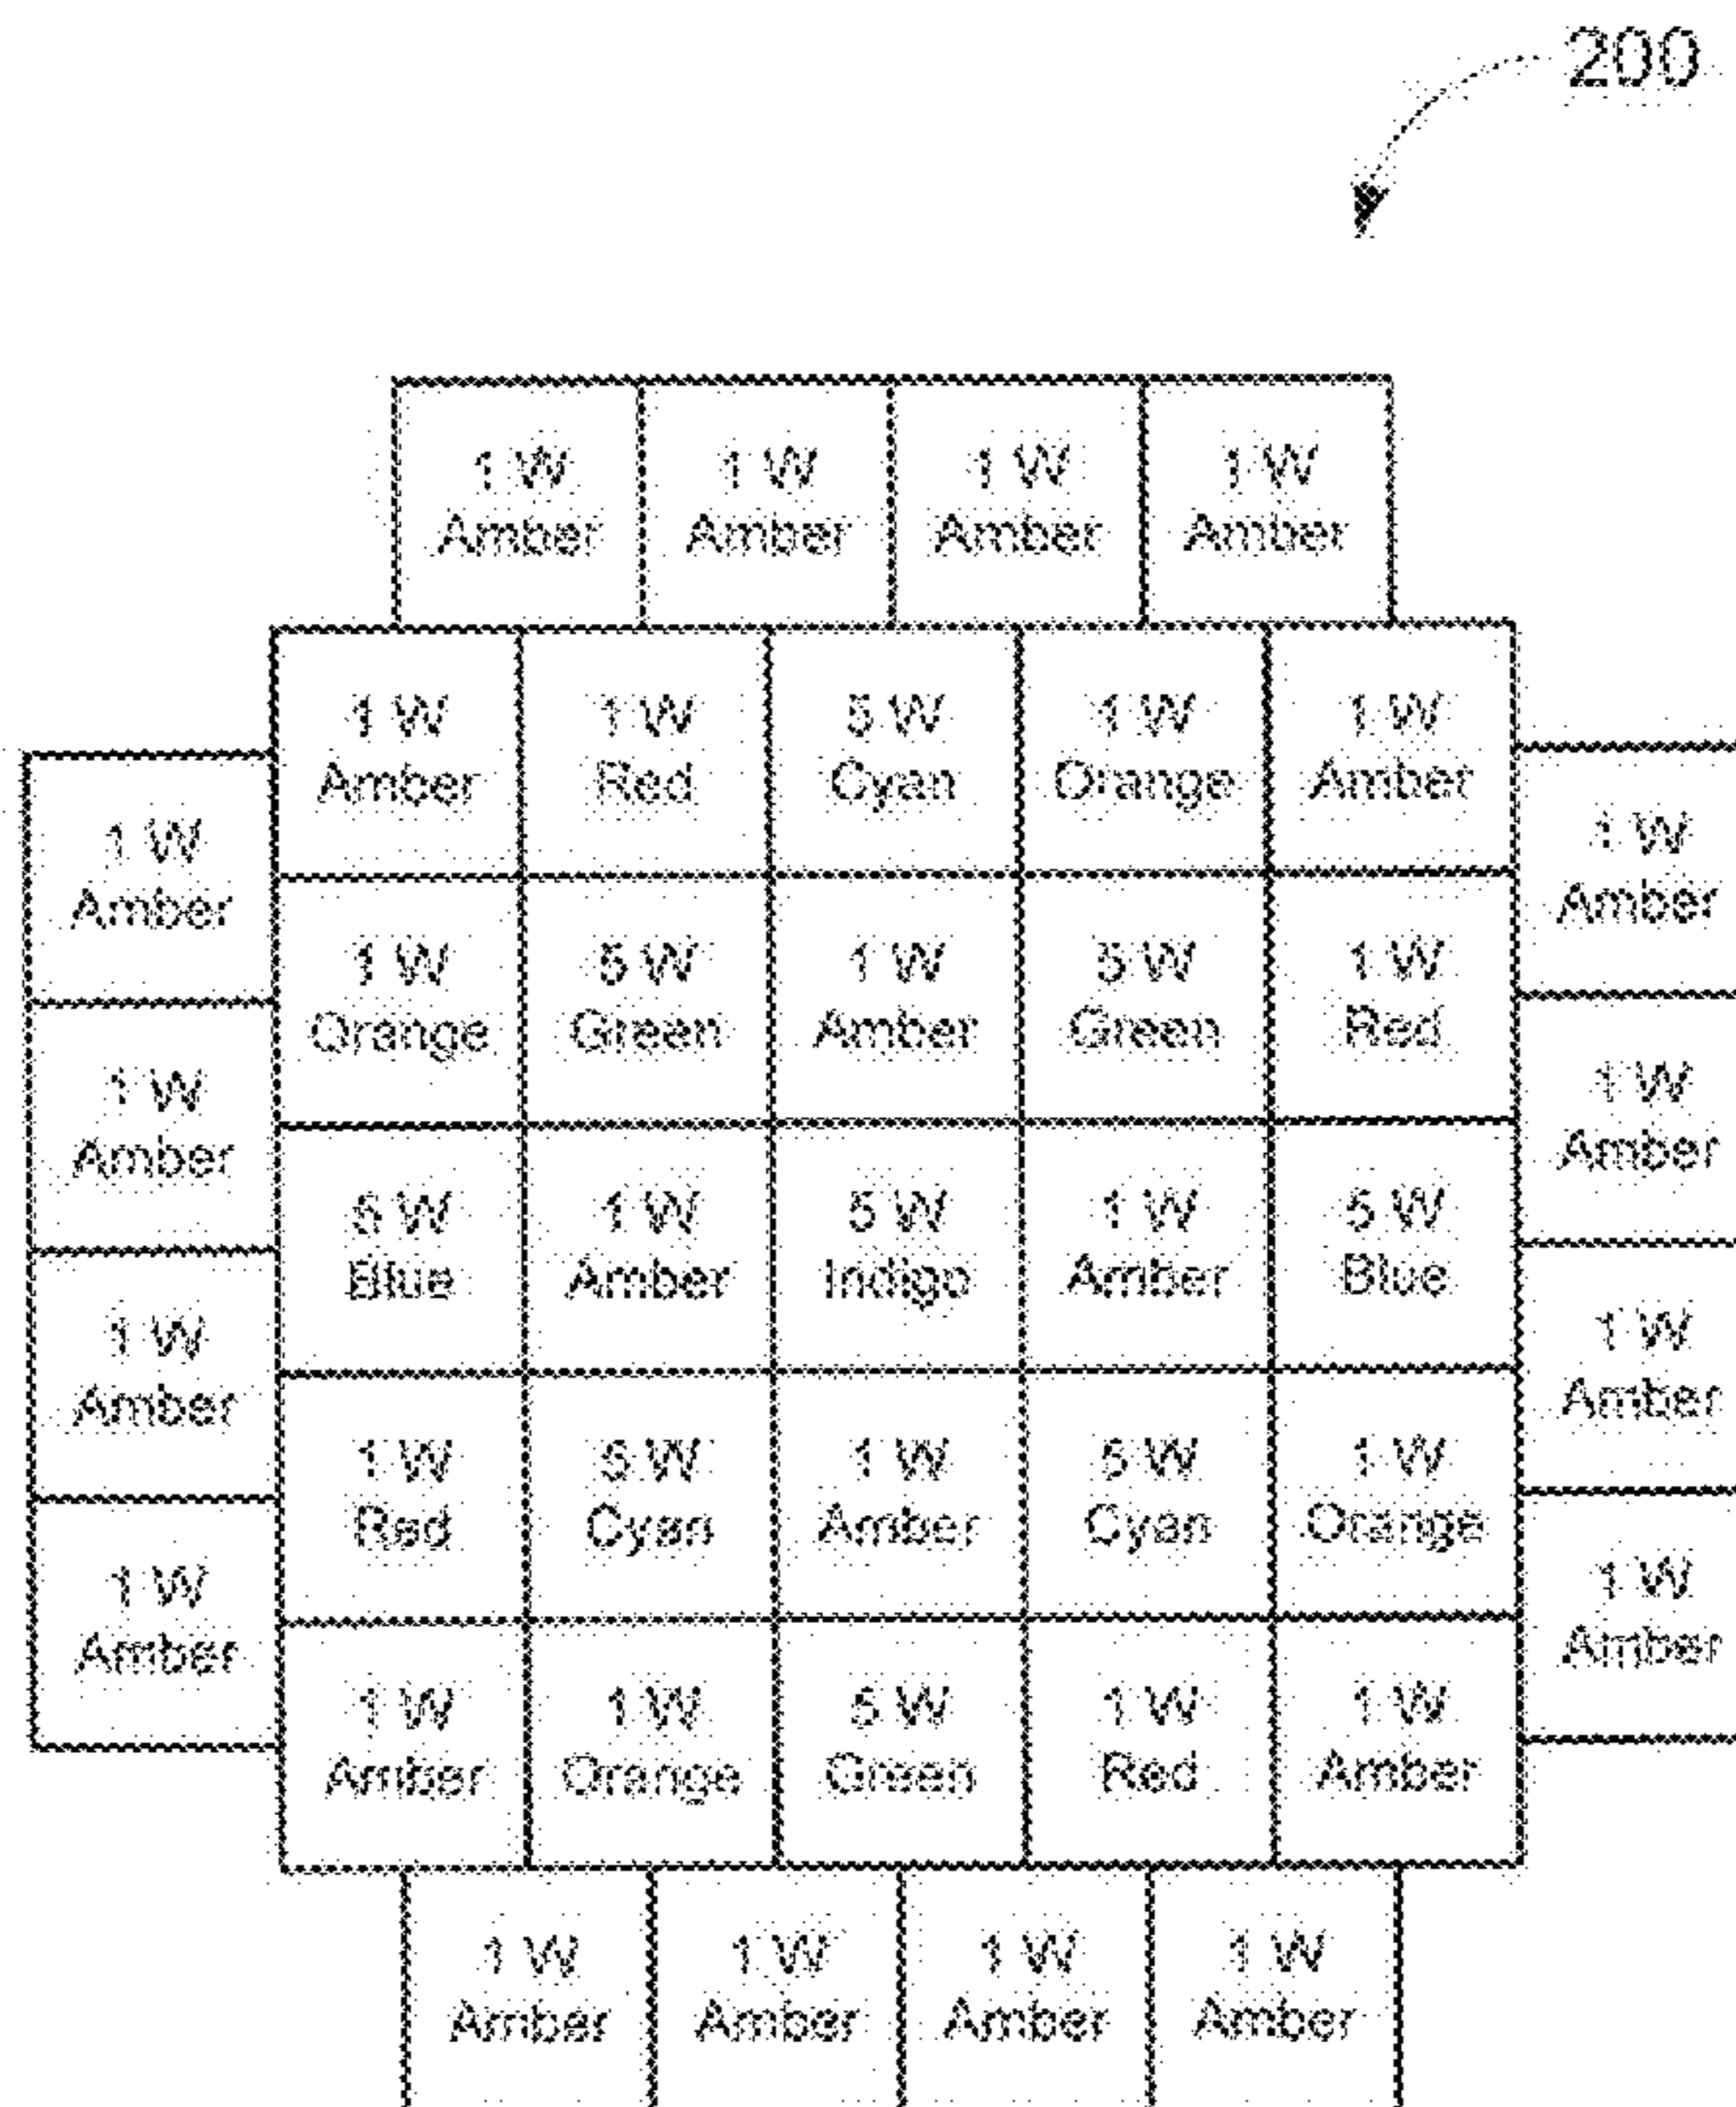 200
1 W 1 W 1 W 1 W
Amber Amber Amber Amber
1 W 1 W 5 W 1 W 1 W
Amber Red Cyan Orange Amber
1 W 1 W
Amber Amber
1 W 5 W 1 W 5 W 1 W
Orange Green Amber Green Red
1 W 1 W
Amber Amber
5 W 1 W 5 W 1 W 5 W
Blue Amber Indigo Amber Blue
1 W 1 W
Amber Amber
1 W 5 W 1 W 5 W 1 W
Red Cyan Amber Cyan Orange
1 W 1 W
Amber Amber
1 W 1 W 5 W 1 W 1 W
Amber Orange Green Red Amber
1 W 1 W 1 W 1 W
Amber Amber Amber Amber